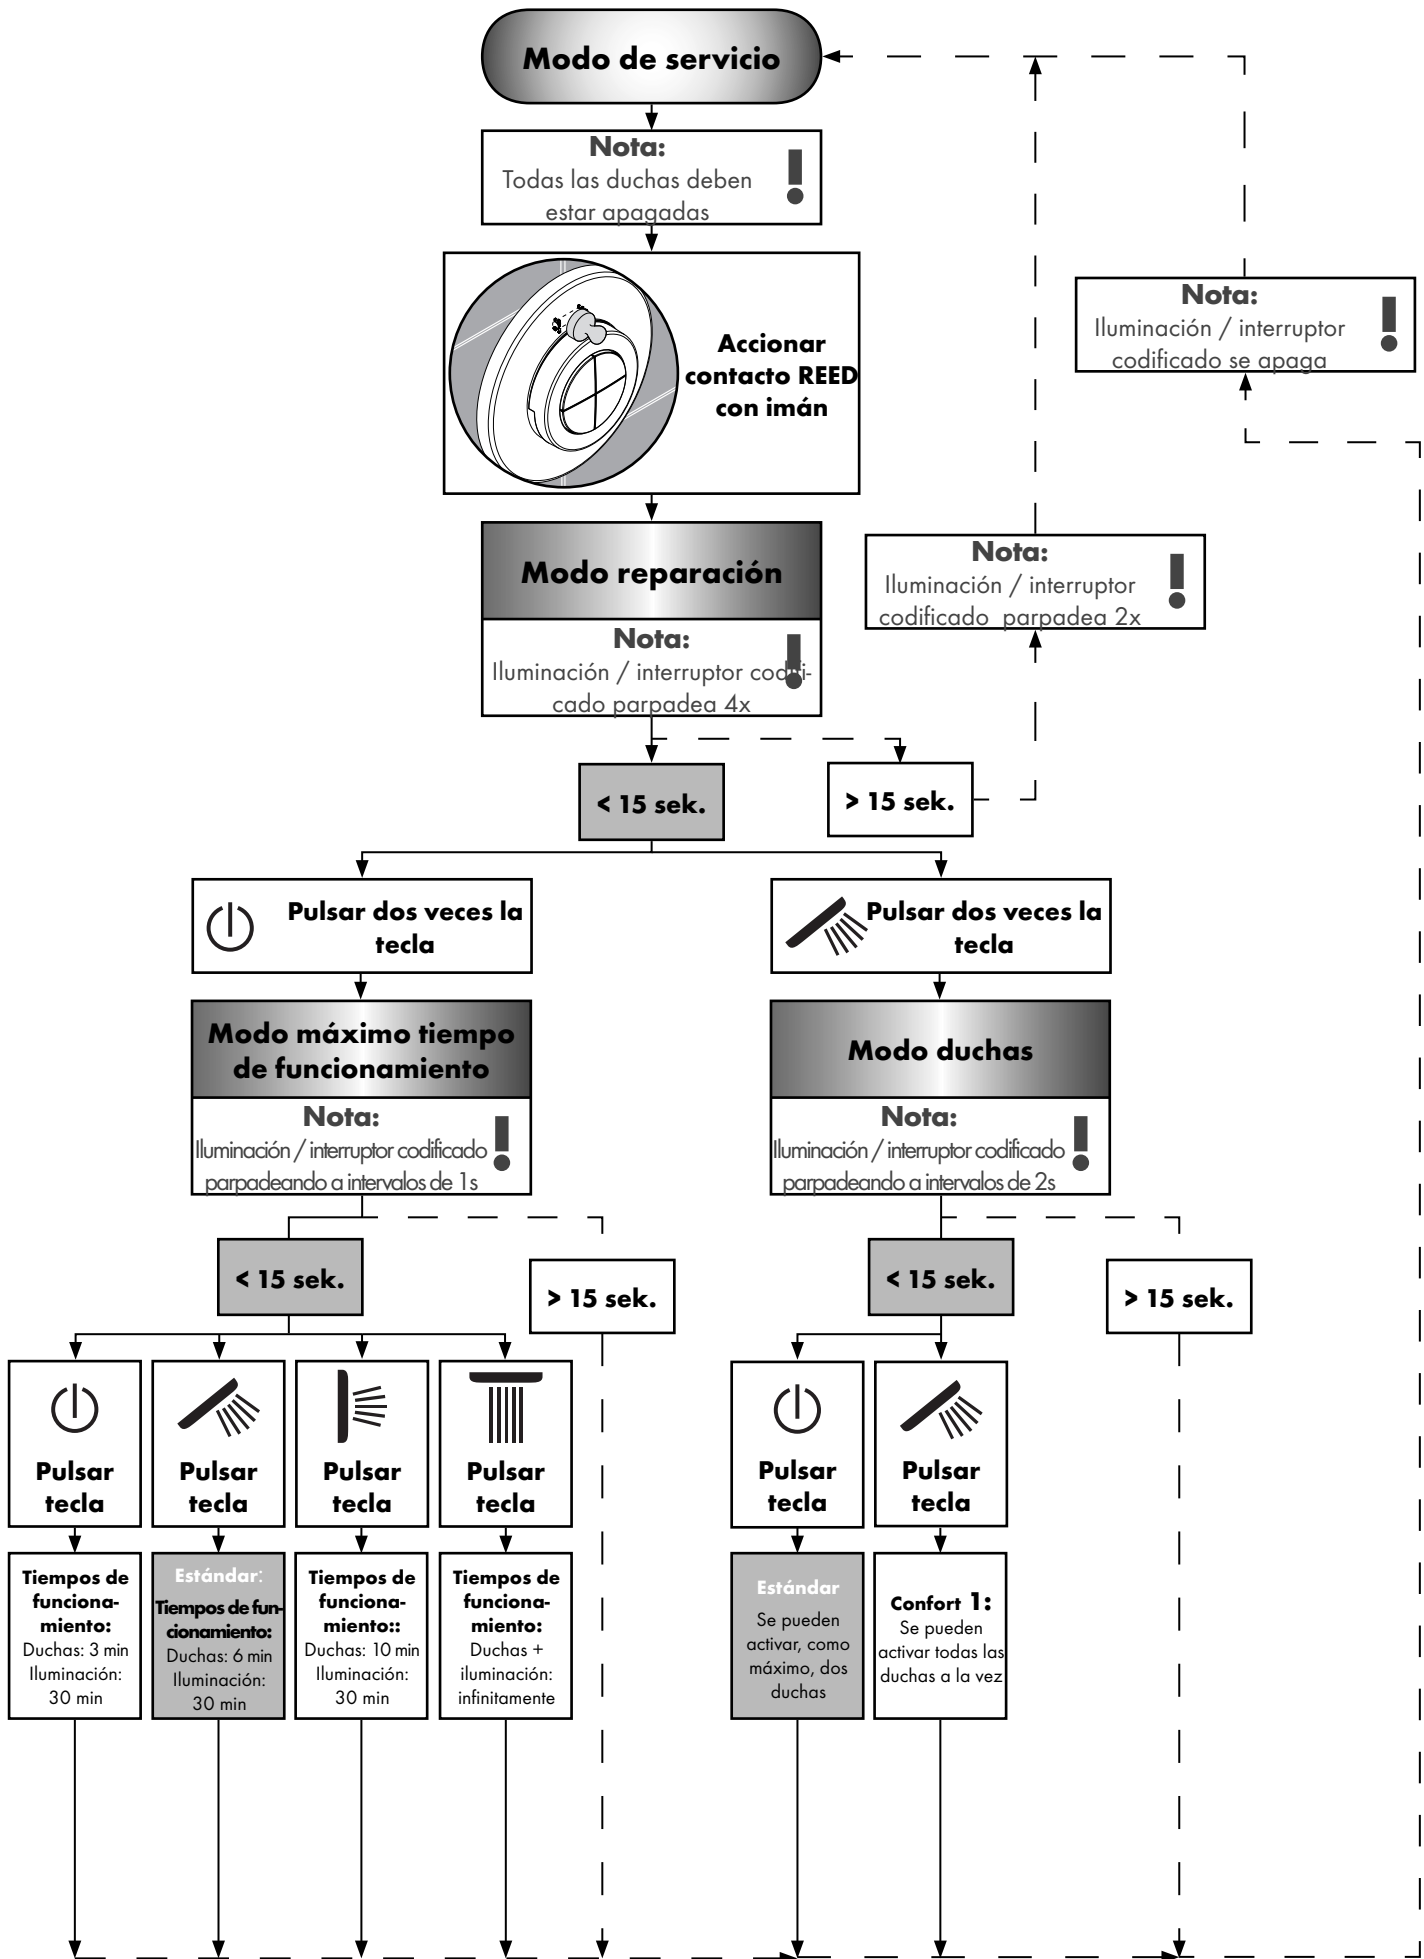 Modo de servicio
Nota:
Todas las duchas deben
estar apagadas
Accionar
contacto REED
con imán
Nota:
Iluminación / interruptor
codificado se apaga
Modo reparación
Nota:
Iluminación / interruptor codifi-
cado parpadea 4x
Nota:
Iluminación / interruptor
codificado parpadea 2x
< 15 sek.
> 15 sek.
Pulsar dos veces la
tecla
Pulsar dos veces la
tecla
Modo máximo tiempo
de funcionamiento
Nota:
Iluminación / interruptor codificado
parpadeando a intervalos de 1s
Modo duchas
Nota:
Iluminación / interruptor codificado
parpadeando a intervalos de 2s
< 15 sek.
> 15 sek.
< 15 sek.
> 15 sek.
Pulsar
tecla
Pulsar
tecla
Pulsar
tecla
Pulsar
tecla
Pulsar
tecla
Pulsar
tecla
Tiempos de
funciona-
miento:
Duchas: 3 min
Iluminación:
30 min
Estándar:
Tiempos de fun-
cionamiento:
Duchas: 6 min
Iluminación:
30 min
Tiempos de
funciona-
miento::
Duchas: 10 min
Iluminación:
30 min
Tiempos de
funciona-
miento:
Duchas +
iluminación:
infinitamente
Estándar
Se pueden
activar, como
máximo, dos
duchas
Confort 1:
Se pueden
activar todas las
duchas a la vez